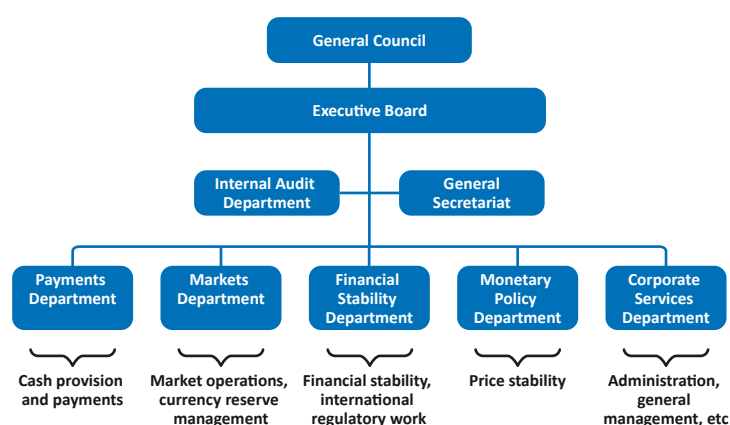 General Council
Executive Board
Internal Audit
Department
General
Secretariat
Payments
Department
Markets
Department
Financial
Stability
Department
Monetary
Policy
Department
Corporate
Services
Department
Cash provision
and payments
Market operations,
currency reserve
management
Financial stability,
international
regulatory work
Price stability
Administration,
general
management, etc